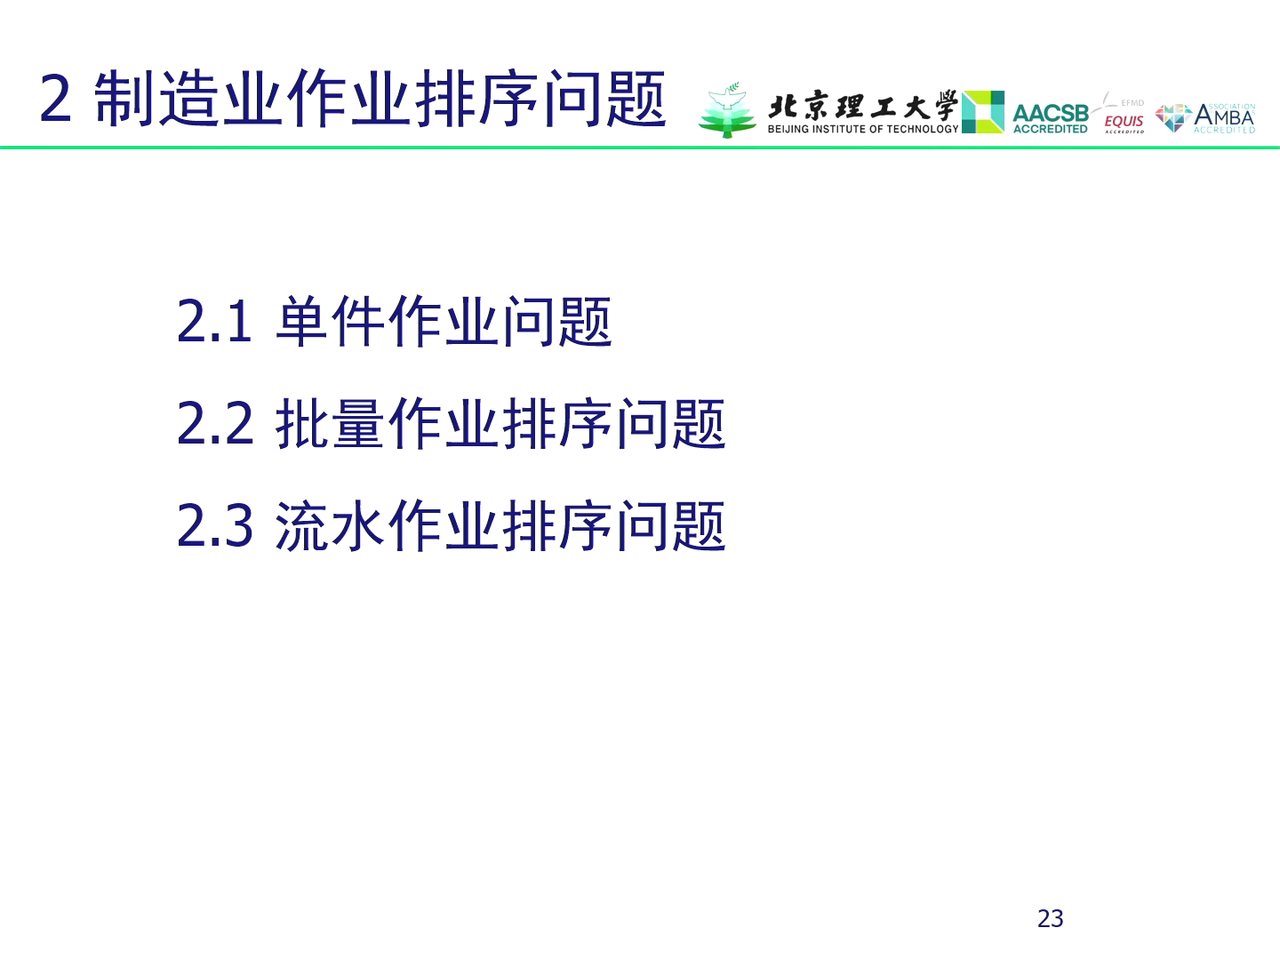 2 制造业作业排序问题
北京理工大学
BEIJING INSTITUTE OF TECHNOLOGY
AACSB
ACCREDITED
EFMD
EQUIS
ACCREDITED
ASSOCIATION
AMBA
ACCREDITED
2.1 单件作业问题
2.2 批量作业排序问题
2.3 流水作业排序问题
23